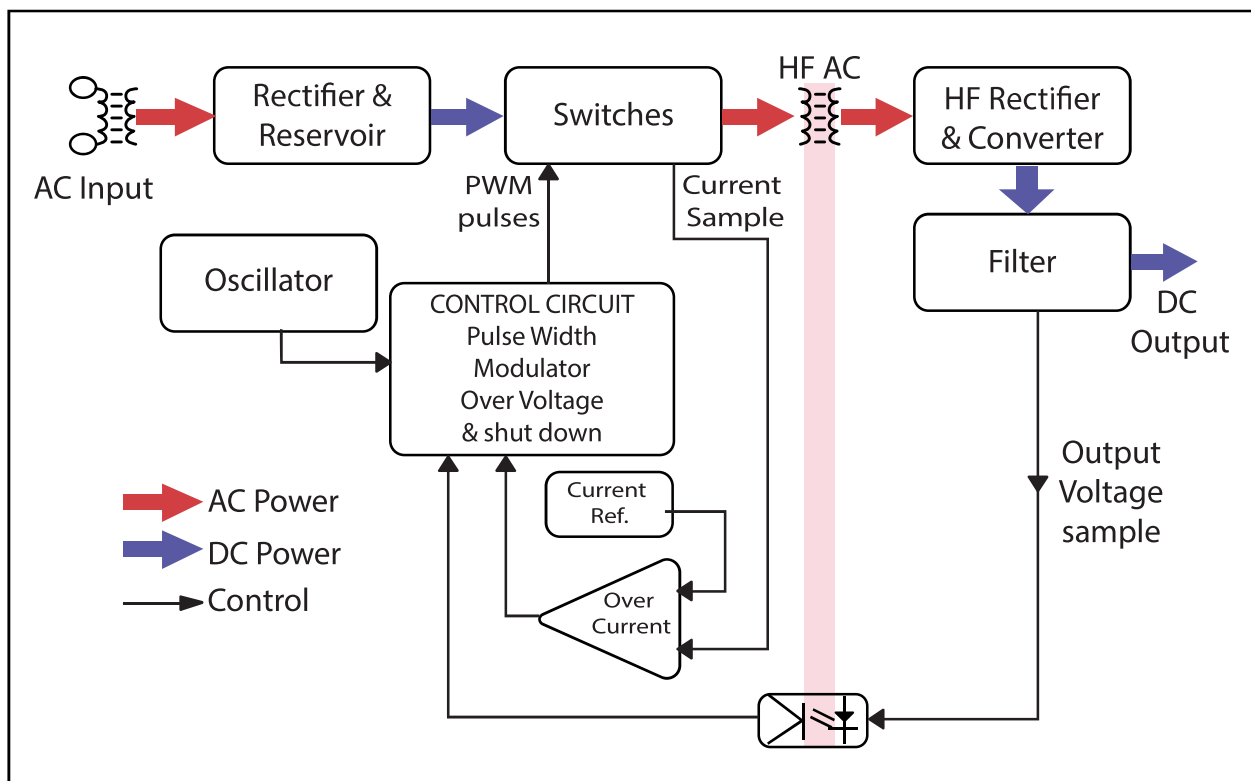 AC Input
Rectifier &
Reservoir
Switches
HF AC
HF Rectifier
& Converter
PWM
pulses
Current
Sample
Filter
DC
Output
Oscillator
CONTROL CIRCUIT
Pulse Width
Modulator
Over Voltage
& shut down
Current
Ref.
Over
Current
Output
Voltage
sample
AC Power
DC Power
Control